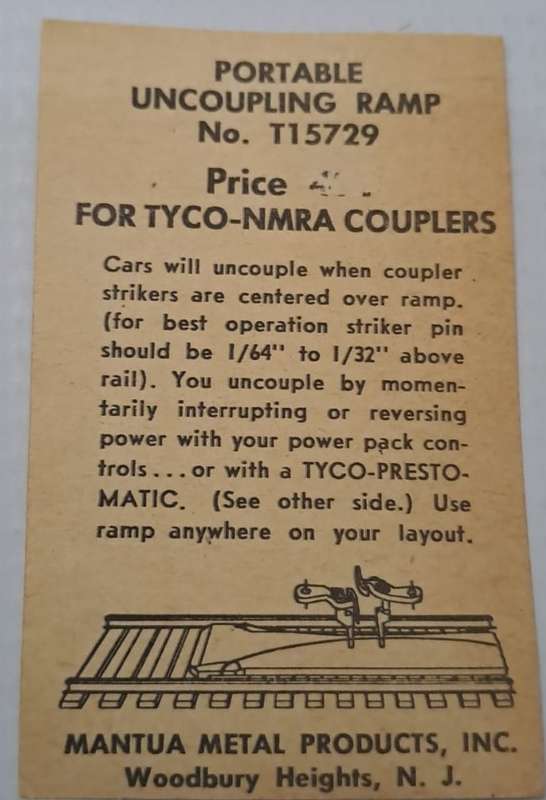 PORTABLE
UNCOUPLING RAMP
No. T15729
Price
FOR TYCO-NMRA COUPLERS
Cars will uncouple when coupler
strikers are centered over ramp.
(for best operation striker pin
should be 1/64" to 1/32" above
rail). You uncouple by momen-
tarily interrupting or reversing
power with your power pack con-
trols...or with a TYCO-PRESTO-
MATIC. (See other side.) Use
ramp anywhere on your layout.
MANTUA METAL PRODUCTS, INC.
Woodbury Heights, N. J.